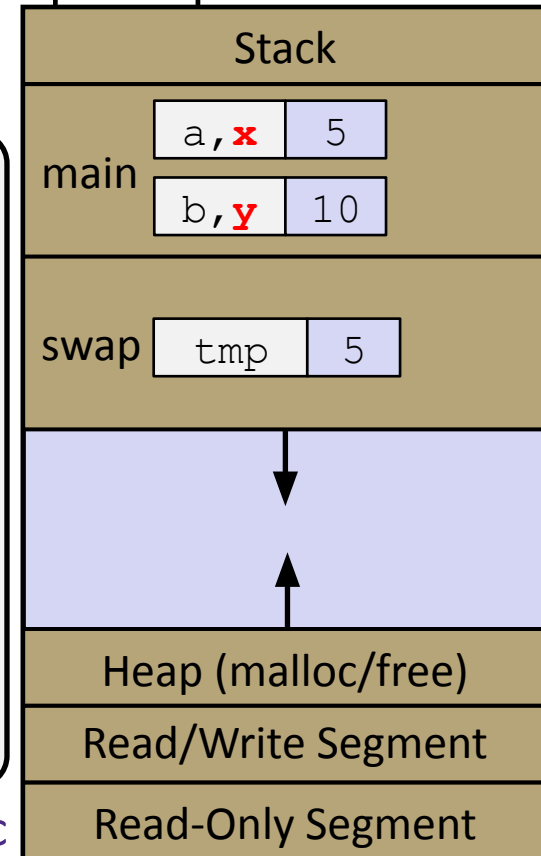 Stack
a,x 5
main
b,y 10
swap tmp 5
Heap (malloc/free)
Read/Write Segment
Read-Only Segment
c